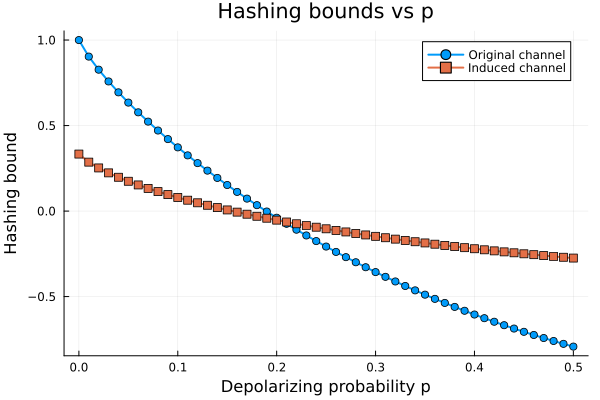 Hashing bounds vs p
Original channel
Induced channel
1.0
0.5
0.0
−0.5
Hashing bound
0.0 0.1 0.2 0.3 0.4 0.5
Depolarizing probability p